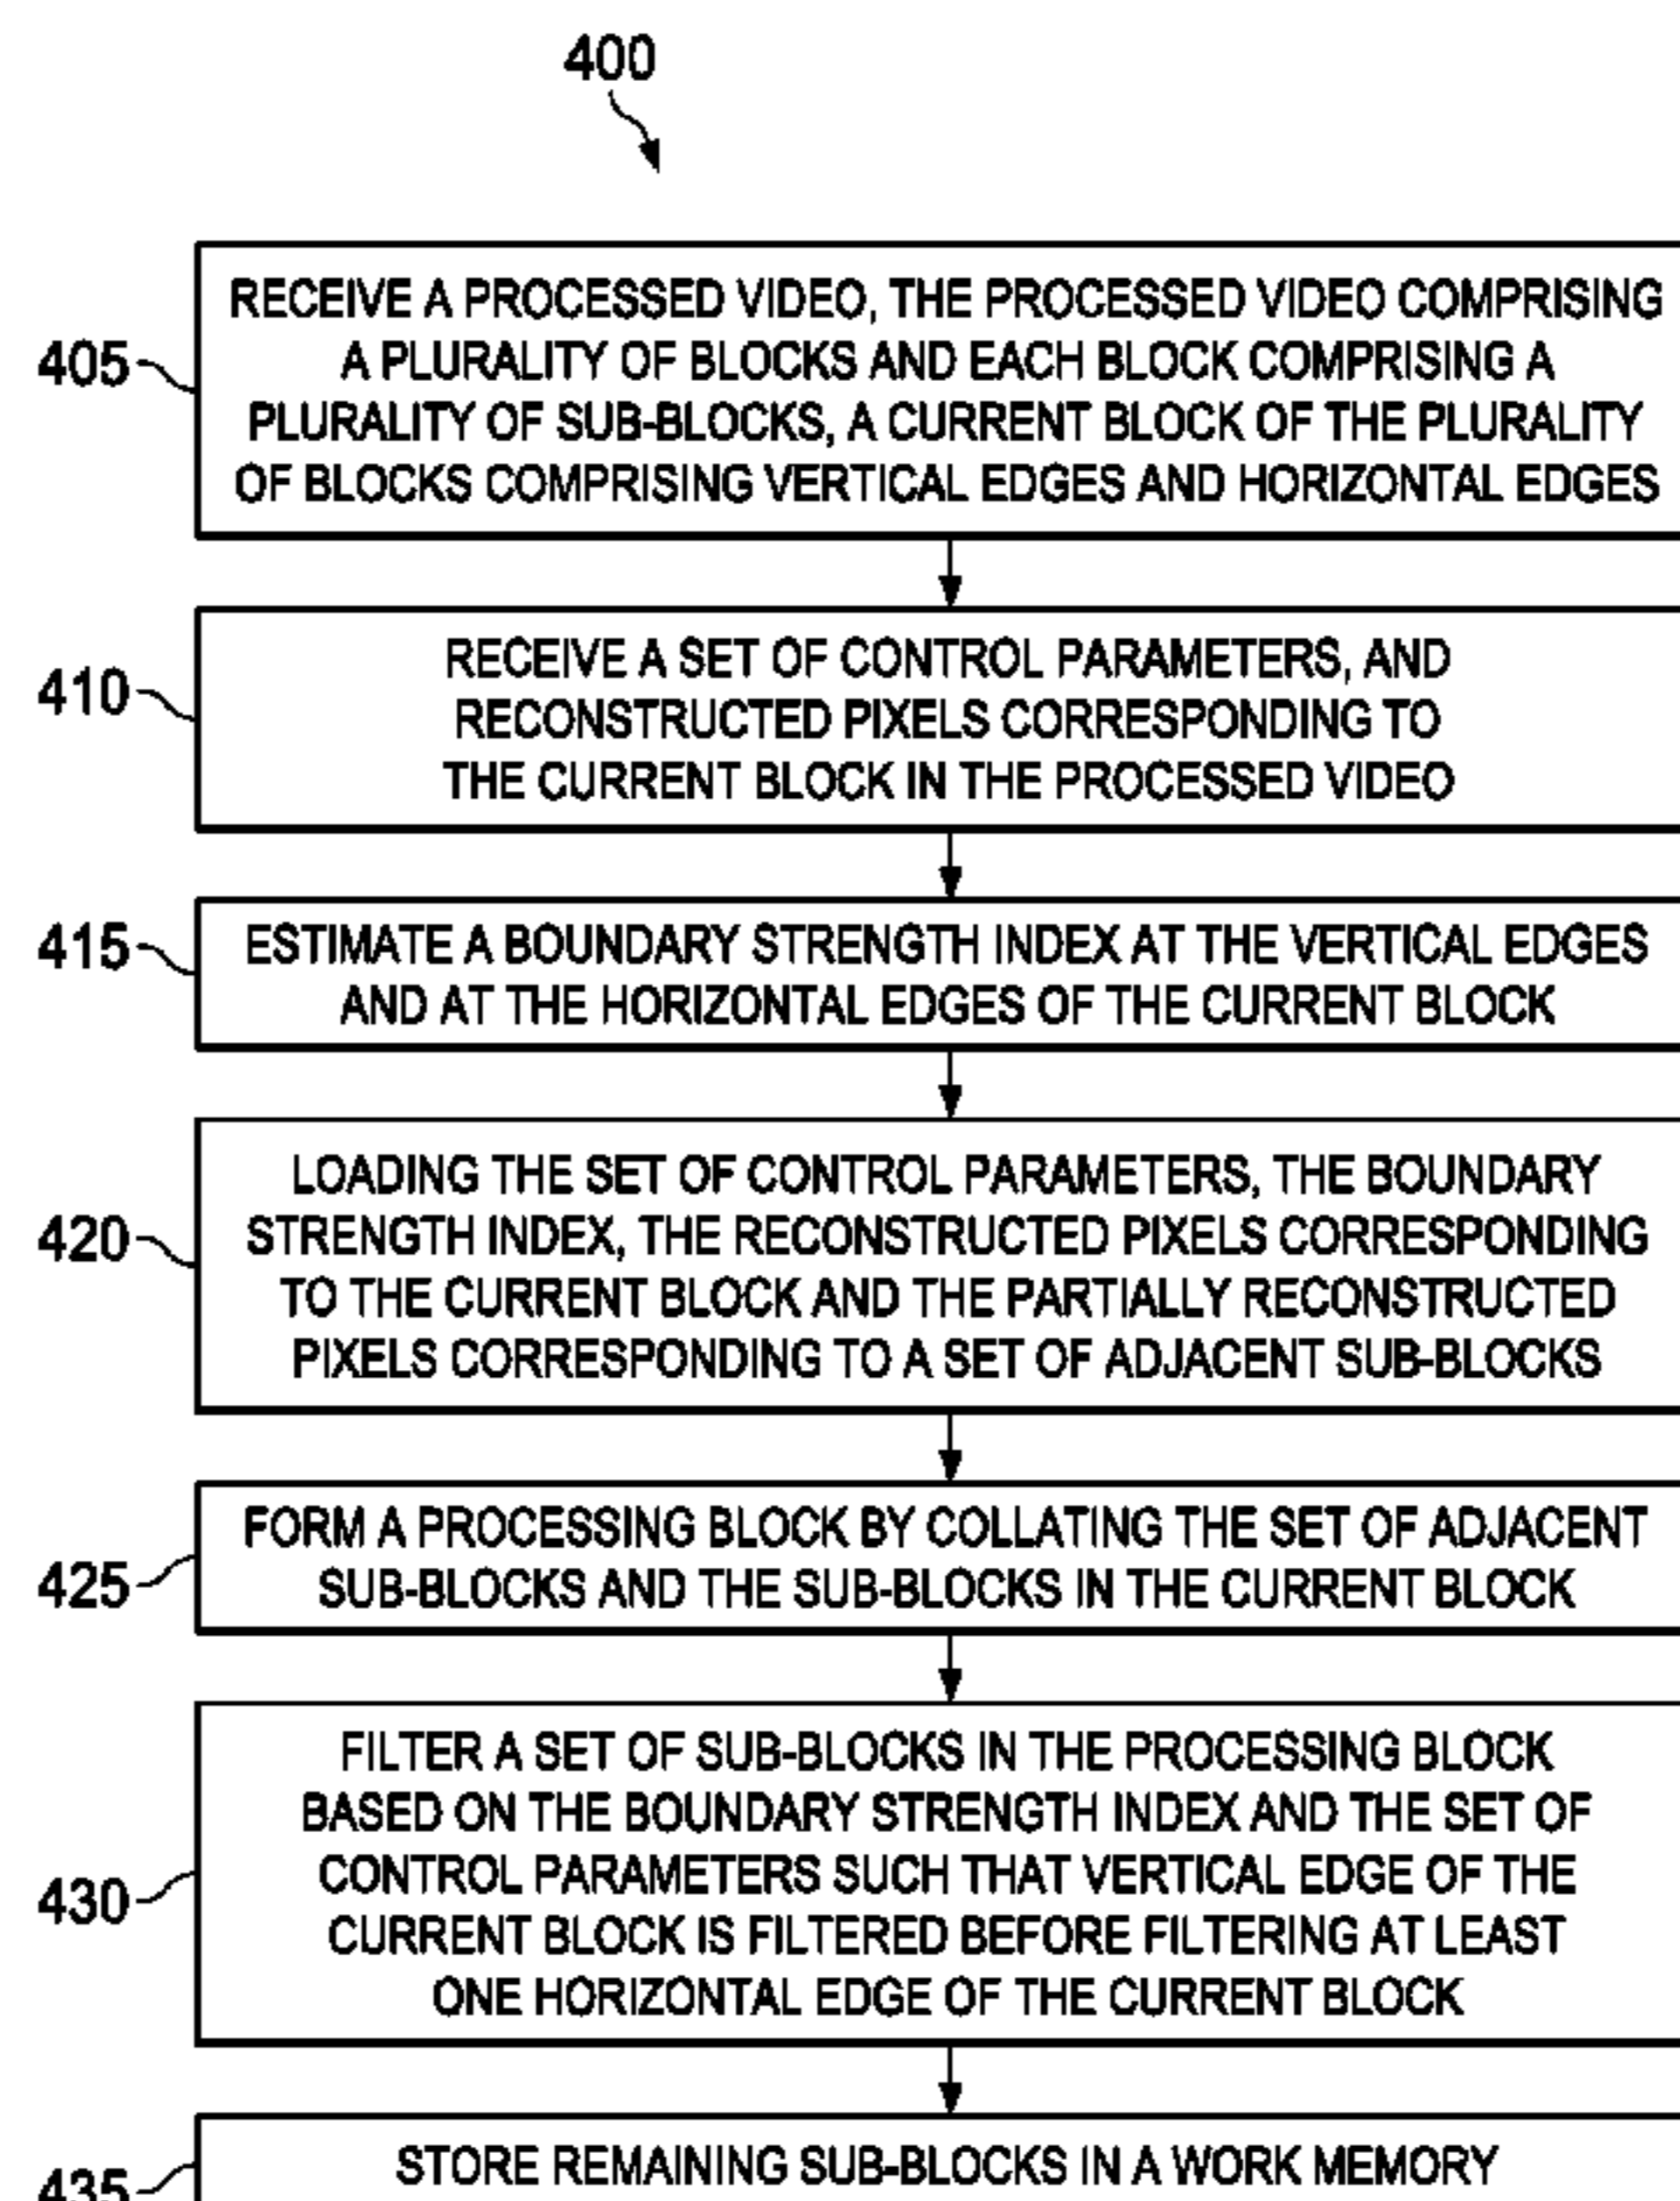 400
405
RECEIVE A PROCESSED VIDEO, THE PROCESSED VIDEO COMPRISING
A PLURALITY OF BLOCKS AND EACH BLOCK COMPRISING A
PLURALITY OF SUB-BLOCKS, A CURRENT BLOCK OF THE PLURALITY
OF BLOCKS COMPRISING VERTICAL EDGES AND HORIZONTAL EDGES
410
RECEIVE A SET OF CONTROL PARAMETERS, AND
RECONSTRUCTED PIXELS CORRESPONDING TO
THE CURRENT BLOCK IN THE PROCESSED VIDEO
415
ESTIMATE A BOUNDARY STRENGTH INDEX AT THE VERTICAL EDGES
AND AT THE HORIZONTAL EDGES OF THE CURRENT BLOCK
420
LOADING THE SET OF CONTROL PARAMETERS, THE BOUNDARY
STRENGTH INDEX, THE RECONSTRUCTED PIXELS CORRESPONDING
TO THE CURRENT BLOCK AND THE PARTIALLY RECONSTRUCTED
PIXELS CORRESPONDING TO A SET OF ADJACENT SUB-BLOCKS
425
FORM A PROCESSING BLOCK BY COLLATING THE SET OF ADJACENT
SUB-BLOCKS AND THE SUB-BLOCKS IN THE CURRENT BLOCK
430
FILTER A SET OF SUB-BLOCKS IN THE PROCESSING BLOCK
BASED ON THE BOUNDARY STRENGTH INDEX AND THE SET OF
CONTROL PARAMETERS SUCH THAT VERTICAL EDGE OF THE
CURRENT BLOCK IS FILTERED BEFORE FILTERING AT LEAST
ONE HORIZONTAL EDGE OF THE CURRENT BLOCK
435
STORE REMAINING SUB-BLOCKS IN A WORK MEMORY